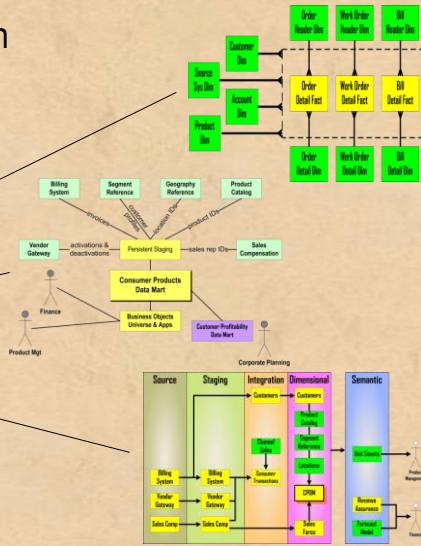 n
Order
Header Dim
Work Order
Header Dim
Bill
Header Dim
Customer
Dim
Source
Sys Dim
Account
Dim
Product
Dim
Order
Detail Fact
Work Order
Detail Fact
Bill
Detail Fact
Order
Detail Dim
Work Order
Detail Dim
Bill
Detail Dim
Billing
System
Segment
Reference
Geography
Reference
Product
Catalog
invoices
customer
profiles
location IDs
product IDs
Vendor
Gateway
activations &
deactivations
Persistent Staging
sales rep IDs
Sales
Compensation
Consumer Products
Data Mart
Finance
Business Objects
Universe & Apps
Customer Profitability
Data Mart
Product Mgt
Corporate Planning
Source
Staging
Integration
Dimensional
Semantic
Customers
Customers
Product
Catalog
Channel
Sales
Segment
Reference
Locations
Unit Counts
Billing
System
Billing
System
Consumer
Transactions
Product
Vendor
Gateway
Vendor
Gateway
CPDM
Revenue
Assurance
Sales Comp
Sales Comp
Sales
Force
Forecast
Model